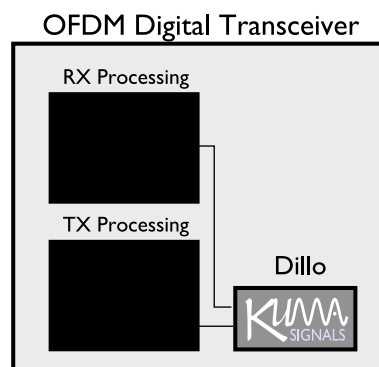 OFDM Digital Transceiver
RX Processing
TX Processing
Dillo
KUMA
SIGNALS